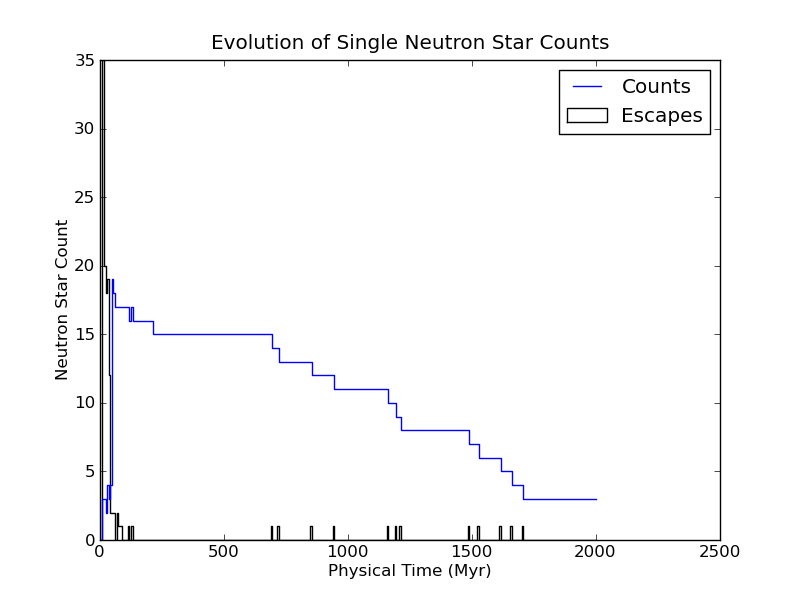 Evolution of Single Neutron Star Counts
Counts
Escapes
Neutron Star Count
35
30
25
20
15
10
5
0
0 500 1000 1500 2000 2500
Physical Time (Myr)